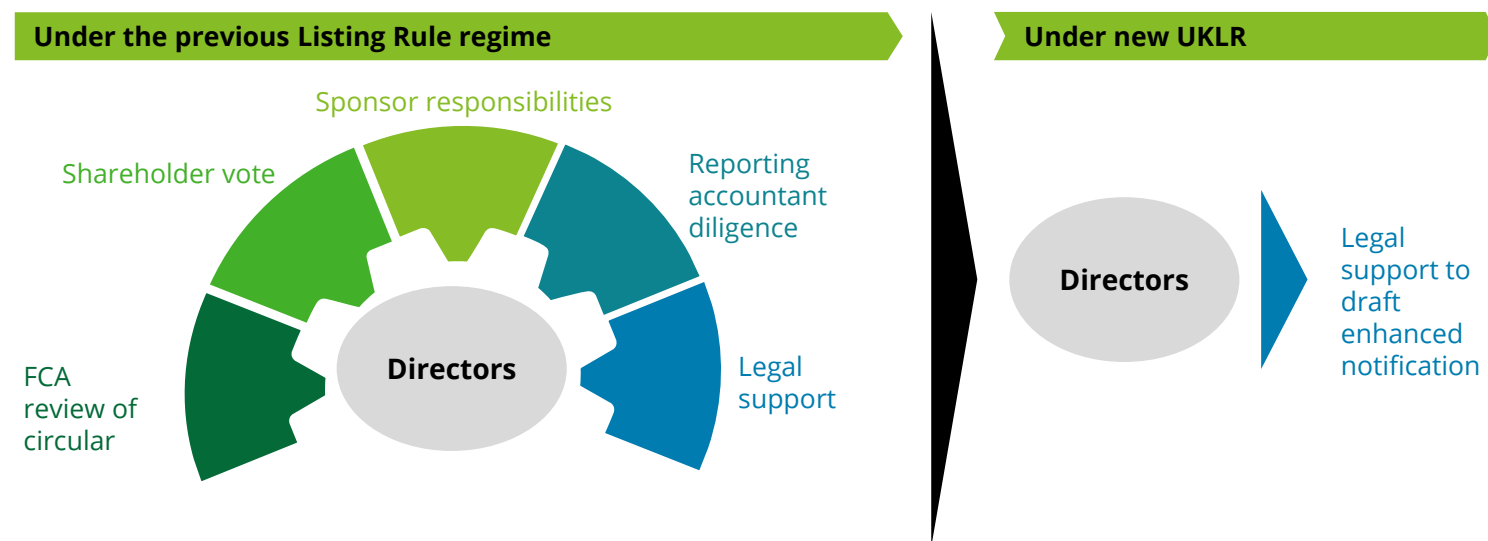 Under the previous Listing Rule regime
Sponsor responsibilities
Shareholder vote
Reporting
accountant
diligence
FCA
review of
circular
Directors
Legal
support
Under new UKLR
Directors
Legal
support to
draft
enhanced
notification